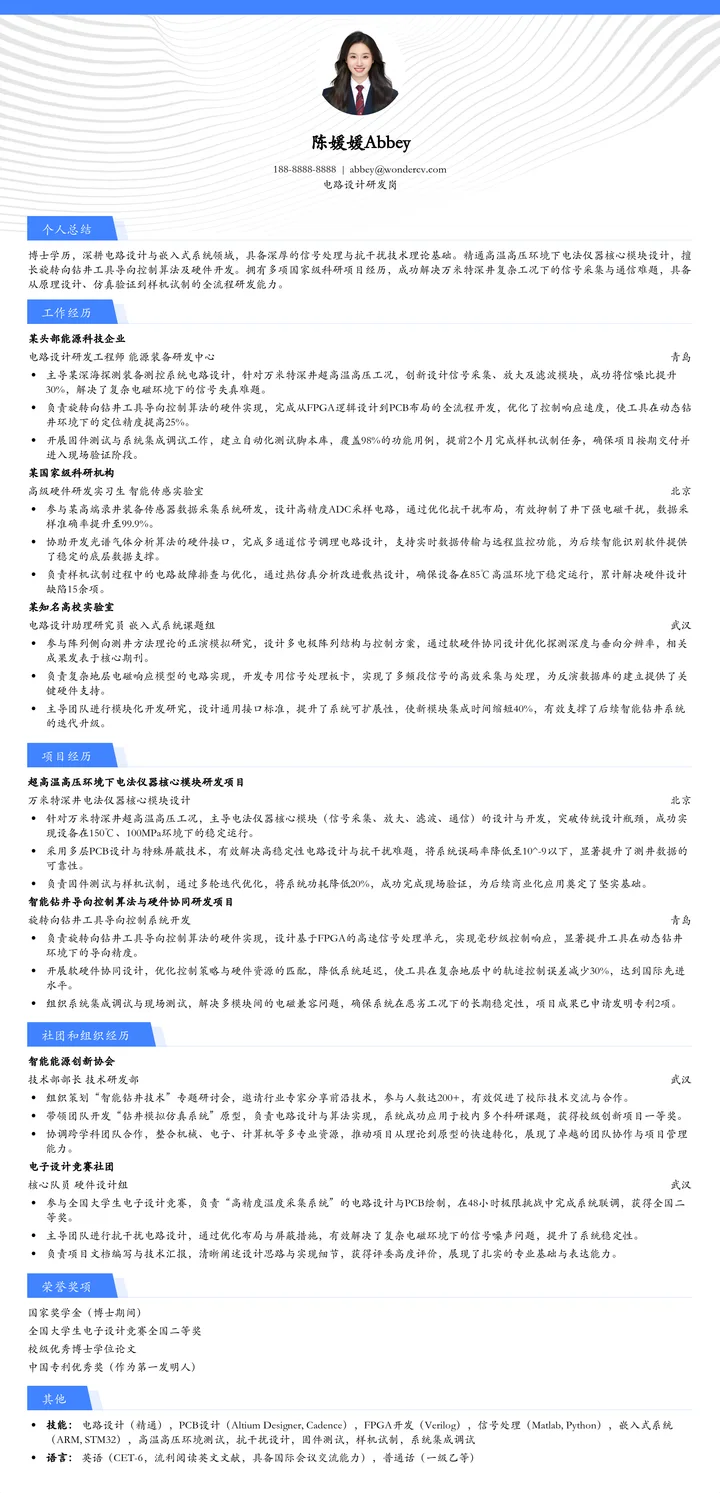 陈媛媛Abbey
188-8888-8888 | abbey@wondercv.com
电路设计研发岗
个人总结
博士学历，深耕电路设计与嵌入式系统领域，具备深厚的信号处理与抗干扰技术理论基础。精通高温高压环境下电法仪器核心模块设计，擅
长旋转向钻井工具导向控制算法及硬件开发。拥有多项国家级科研项目经历，成功解决万米特深井复杂工况下的信号采集与通信难题，具备
从原理设计、仿真验证到样机试制的全流程研发能力。
工作经历
某头部能源科技企业
电路设计研发工程师 能源装备研发中心 青岛
• 主导某深海探测装备测控系统电路设计，针对万米特深井超高温高压工况，创新设计信号采集、放大及滤波模块，成功将信噪比提升
30%，解决了复杂电磁环境下的信号失真难题。
• 负责旋转向钻井工具导向控制算法的硬件实现，完成从FPGA逻辑设计到PCB布局的全流程开发，优化了控制响应速度，使工具在动态钻
井环境下的定位精度提高25%。
• 开展固件测试与系统集成调试工作，建立自动化测试脚本库，覆盖98%的功能用例，提前2个月完成样机试制任务，确保项目按期交付并
进入现场验证阶段。
某国家级科研机构
高级硬件研发实习生 智能传感实验室 北京
• 参与某高端录井装备传感器数据采集系统研发，设计高精度ADC采样电路，通过优化抗干扰布局，有效抑制了井下强电磁干扰，数据采
样准确率提升至99.9%。
• 协助开发光谱气体分析算法的硬件接口，完成多通道信号调理电路设计，支持实时数据传输与远程监控功能，为后续智能识别软件提供
了稳定的底层数据支撑。
• 负责样机试制过程中的电路故障排查与优化，通过热仿真分析改进散热设计，确保设备在85℃高温环境下稳定运行，累计解决硬件设计
缺陷15余项。
某知名高校实验室
电路设计助理研究员 嵌入式系统课题组 武汉
• 参与阵列侧向测井方法理论的正演模拟研究，设计多电极阵列结构与控制方案，通过软硬件协同设计优化探测深度与垂向分辨率，相关
成果发表于核心期刊。
• 负责复杂地层电磁响应模型的电路实现，开发专用信号处理板卡，实现了多频段信号的高效采集与处理，为反演数据库的建立提供了关
键硬件支持。
• 主导团队进行模块化开发研究，设计通用接口标准，提升了系统可扩展性，使新模块集成时间缩短40%，有效支撑了后续智能钻井系统
的迭代升级。
项目经历
超高温高压环境下电法仪器核心模块研发项目
万米特深井电法仪器核心模块设计 北京
• 针对万米特深井超高温高压工况，主导电法仪器核心模块（信号采集、放大、滤波、通信）的设计与开发，突破传统设计瓶颈，成功实
现设备在150℃、100MPa环境下的稳定运行。
• 采用多层PCB设计与特殊屏蔽技术，有效解决高稳定性电路设计与抗干扰难题，将系统误码率降低至10^-9以下，显著提升了测井数据的
可靠性。
• 负责固件测试与样机试制，通过多轮迭代优化，将系统功耗降低20%，成功完成现场验证，为后续商业化应用奠定了坚实基础。
智能钻井导向控制算法与硬件协同研发项目
旋转向钻井工具导向控制系统开发 青岛
• 负责旋转向钻井工具导向控制算法的硬件实现，设计基于FPGA的高速信号处理单元，实现毫秒级控制响应，显著提升工具在动态钻井
环境下的导向精度。
• 开展软硬件协同设计，优化控制策略与硬件资源的匹配，降低系统延迟，使工具在复杂地层中的轨迹控制误差减少30%，达到国际先进
水平。
• 组织系统集成调试与现场测试，解决多模块间的电磁兼容问题，确保系统在恶劣工况下的长期稳定性，项目成果已申请发明专利2项。
社团和组织经历
智能能源创新协会
技术部部长 技术研发部 武汉
• 组织策划“智能钻井技术”专题研讨会，邀请行业专家分享前沿技术，参与人数达200+，有效促进了校际技术交流与合作。
• 带领团队开发“钻井模拟仿真系统”原型，负责电路设计与算法实现，系统成功应用于校内多个科研课题，获得校级创新项目一等奖。
• 协调跨学科团队合作，整合机械、电子、计算机等多专业资源，推动项目从理论到原型的快速转化，展现了卓越的团队协作与项目管理
能力。
电子设计竞赛社团
核心队员 硬件设计组 武汉
• 参与全国大学生电子设计竞赛，负责“高精度温度采集系统”的电路设计与PCB绘制，在48小时极限挑战中完成系统联调，获得全国二
等奖。
• 主导团队进行抗干扰电路设计，通过优化布局与屏蔽措施，有效解决了复杂电磁环境下的信号噪声问题，提升了系统稳定性。
• 负责项目文档编写与技术汇报，清晰阐述设计思路与实现细节，获得评委高度评价，展现了扎实的专业基础与表达能力。
荣誉奖项
国家奖学金（博士期间）
全国大学生电子设计竞赛全国二等奖
校级优秀博士学位论文
中国专利优秀奖（作为第一发明人）
其他
• 技能： 电路设计（精通），PCB设计（Altium Designer, Cadence），FPGA开发（Verilog），信号处理（Matlab, Python），嵌入式系统
（ARM, STM32），高温高压环境测试，抗干扰设计，固件测试，样机试制，系统集成调试
• 语言： 英语（CET-6，流利阅读英文文献，具备国际会议交流能力），普通话（一级乙等）